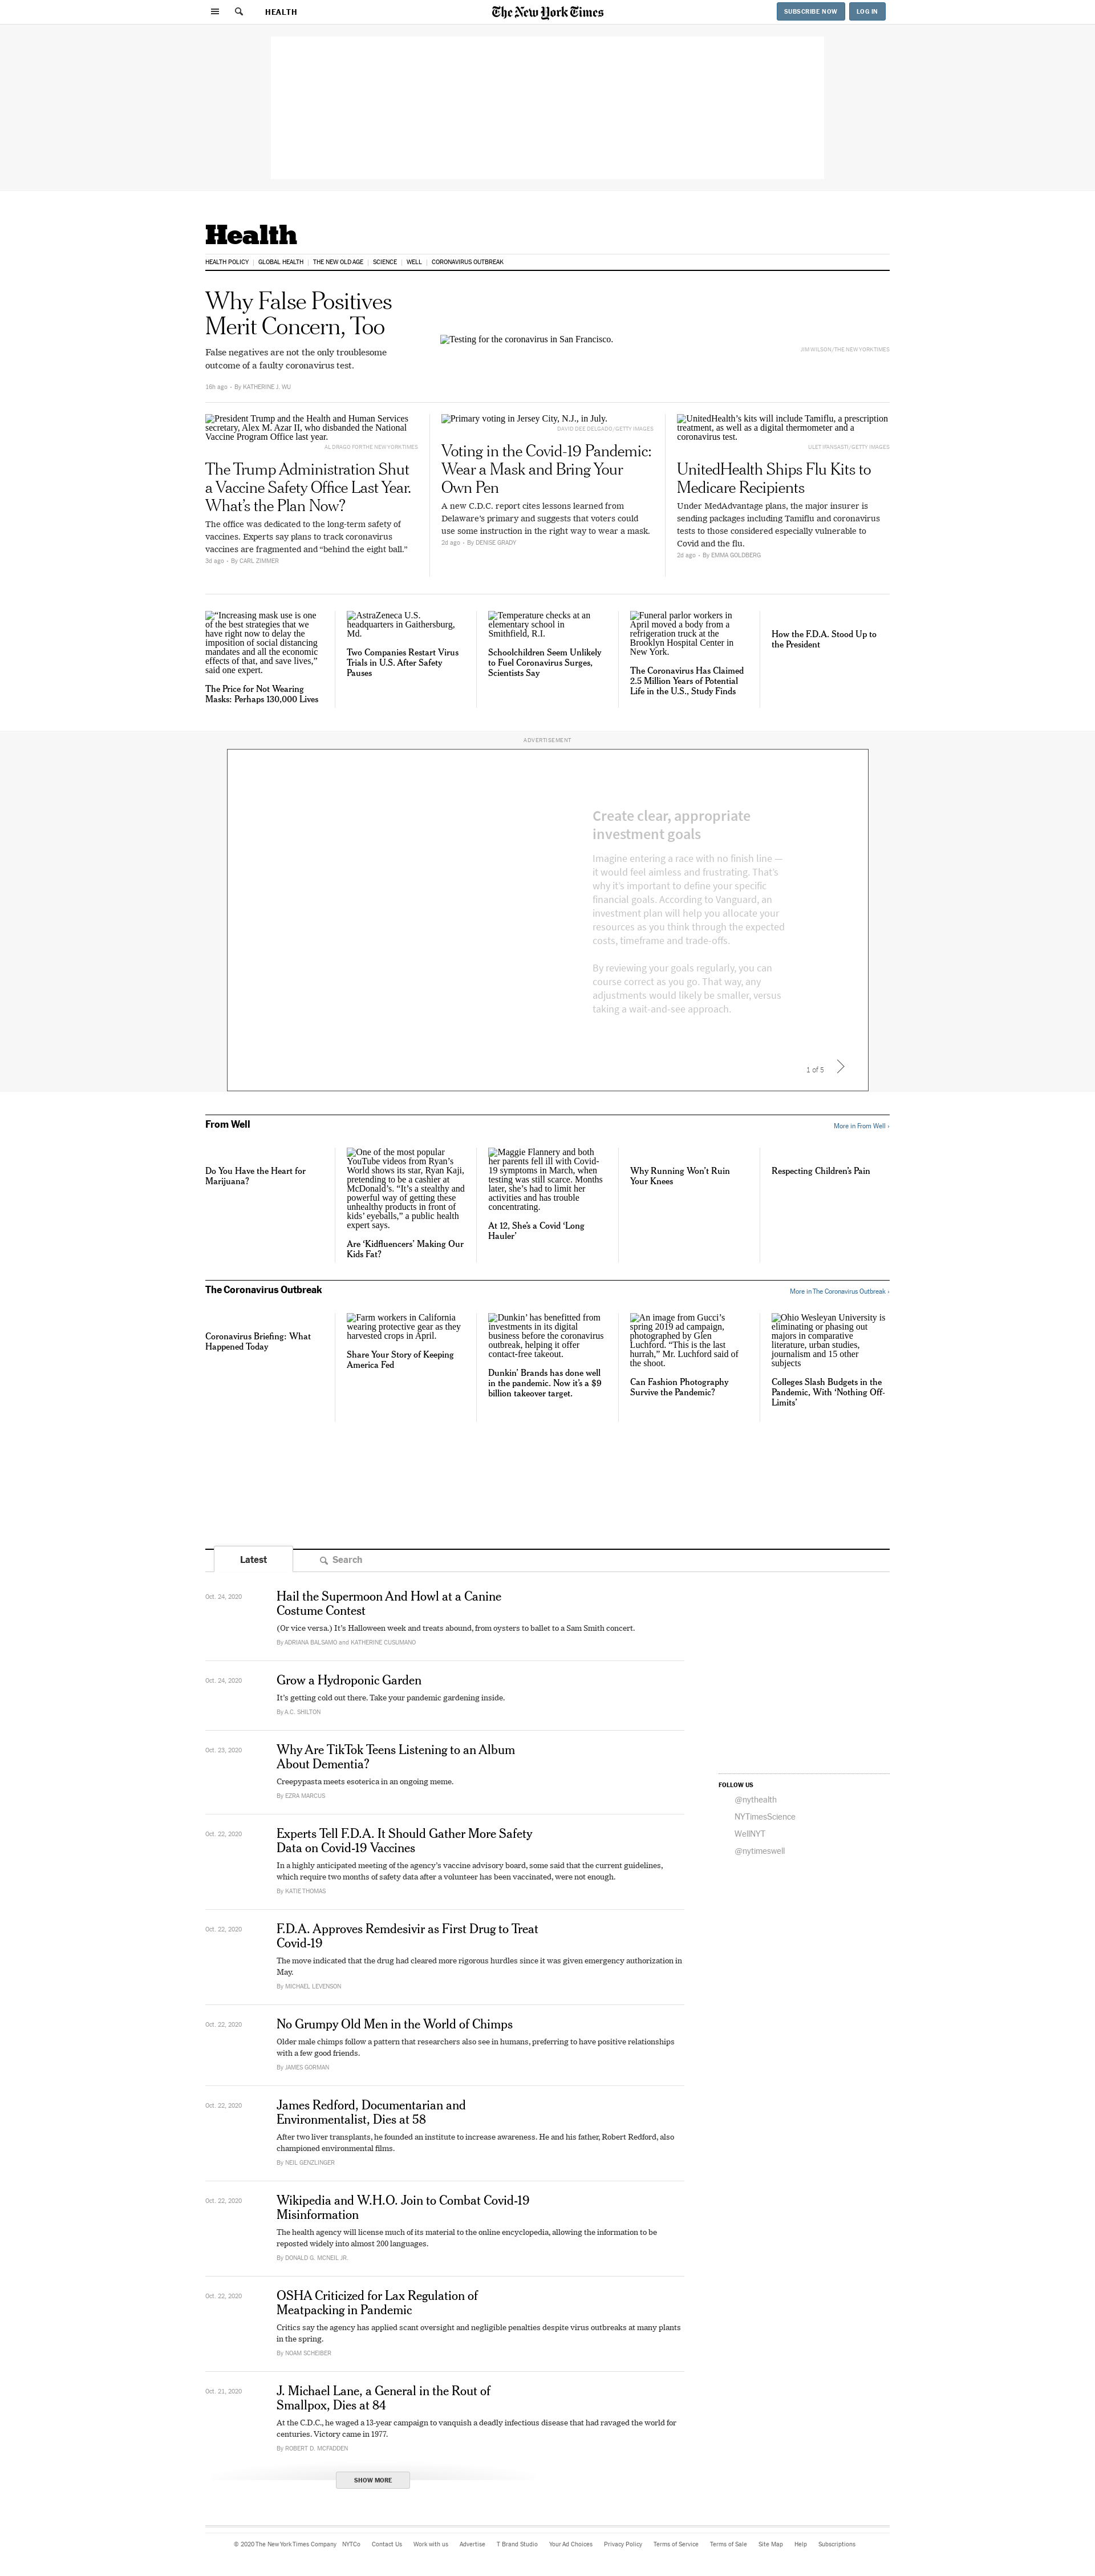 HEALTH
The New York Times
SUBSCRIBE NOW
LOG IN
Health
HEALTH POLICY
GLOBAL HEALTH
THE NEW OLD AGE
SCIENCE
WELL
CORONAVIRUS OUTBREAK
Why False Positives
Merit Concern, Too
False negatives are not the only troublesome
outcome of a faulty coronavirus test.
16h ago · By KATHERINE J. WU
Testing for the coronavirus in San Francisco.
JIM WILSON/THE NEW YORK TIMES
President Trump and the Health and Human Services
secretary, Alex M. Azar II, who disbanded the National
Vaccine Program Office last year.
AL DRAGO FOR THE NEW YORK TIMES
The Trump Administration Shut
a Vaccine Safety Office Last Year.
What’s the Plan Now?
The office was dedicated to the long-term safety of
vaccines. Experts say plans to track coronavirus
vaccines are fragmented and “behind the eight ball.”
3d ago · By CARL ZIMMER
Primary voting in Jersey City, N.J., in July.
DAVID DEE DELGADO/GETTY IMAGES
Voting in the Covid-19 Pandemic:
Wear a Mask and Bring Your
Own Pen
A new C.D.C. report cites lessons learned from
Delaware’s primary and suggests that voters could
use some instruction in the right way to wear a mask.
2d ago · By DENISE GRADY
UnitedHealth’s kits will include Tamiflu, a prescription
treatment, as well as a digital thermometer and a
coronavirus test.
ULET IFANSASTI/GETTY IMAGES
UnitedHealth Ships Flu Kits to
Medicare Recipients
Under MedAdvantage plans, the major insurer is
sending packages including Tamiflu and coronavirus
tests to those considered especially vulnerable to
Covid and the flu.
2d ago · By EMMA GOLDBERG
“Increasing mask use is one
of the best strategies that we
have right now to delay the
imposition of social distancing
mandates and all the economic
effects of that, and save lives,”
said one expert.
The Price for Not Wearing
Masks: Perhaps 130,000 Lives
AstraZeneca U.S.
headquarters in Gaithersburg,
Md.
Two Companies Restart Virus
Trials in U.S. After Safety
Pauses
Temperature checks at an
elementary school in
Smithfield, R.I.
Schoolchildren Seem Unlikely
to Fuel Coronavirus Surges,
Scientists Say
Funeral parlor workers in
April moved a body from a
refrigeration truck at the
Brooklyn Hospital Center in
New York.
The Coronavirus Has Claimed
2.5 Million Years of Potential
Life in the U.S., Study Finds
How the F.D.A. Stood Up to
the President
ADVERTISEMENT
Create clear, appropriate
investment goals
Imagine entering a race with no finish line —
it would feel aimless and frustrating. That’s
why it’s important to define your specific
financial goals. According to Vanguard, an
investment plan will help you allocate your
resources as you think through the expected
costs, timeframe and trade-offs.
By reviewing your goals regularly, you can
course correct as you go. That way, any
adjustments would likely be smaller, versus
taking a wait-and-see approach.
1 of 5
From Well
More in From Well ›
Do You Have the Heart for
Marijuana?
One of the most popular
YouTube videos from Ryan’s
World shows its star, Ryan Kaji,
pretending to be a cashier at
McDonald’s. “It’s a stealthy and
powerful way of getting these
unhealthy products in front of
kids’ eyeballs,” a public health
expert says.
Are ‘Kidfluencers’ Making Our
Kids Fat?
Maggie Flannery and both
her parents fell ill with Covid-
19 symptoms in March, when
testing was still scarce. Months
later, she’s had to limit her
activities and has trouble
concentrating.
At 12, She’s a Covid ‘Long
Hauler’
Why Running Won’t Ruin
Your Knees
Respecting Children’s Pain
The Coronavirus Outbreak
More in The Coronavirus Outbreak ›
Coronavirus Briefing: What
Happened Today
Farm workers in California
wearing protective gear as they
harvested crops in April.
Share Your Story of Keeping
America Fed
Dunkin’ has benefitted from
investments in its digital
business before the coronavirus
outbreak, helping it offer
contact-free takeout.
Dunkin’ Brands has done well
in the pandemic. Now it’s a $9
billion takeover target.
An image from Gucci’s
spring 2019 ad campaign,
photographed by Glen
Luchford. “This is the last
hurrah,” Mr. Luchford said of
the shoot.
Can Fashion Photography
Survive the Pandemic?
Ohio Wesleyan University is
eliminating or phasing out
majors in comparative
literature, urban studies,
journalism and 15 other
subjects
Colleges Slash Budgets in the
Pandemic, With ‘Nothing Off-
Limits’
Latest
Search
Oct. 24, 2020
Hail the Supermoon And Howl at a Canine
Costume Contest
(Or vice versa.) It’s Halloween week and treats abound, from oysters to ballet to a Sam Smith concert.
By ADRIANA BALSAMO and KATHERINE CUSUMANO
Oct. 24, 2020
Grow a Hydroponic Garden
It’s getting cold out there. Take your pandemic gardening inside.
By A.C. SHILTON
Oct. 23, 2020
Why Are TikTok Teens Listening to an Album
About Dementia?
Creepypasta meets esoterica in an ongoing meme.
By EZRA MARCUS
Oct. 22, 2020
Experts Tell F.D.A. It Should Gather More Safety
Data on Covid-19 Vaccines
In a highly anticipated meeting of the agency’s vaccine advisory board, some said that the current guidelines,
which require two months of safety data after a volunteer has been vaccinated, were not enough.
By KATIE THOMAS
Oct. 22, 2020
F.D.A. Approves Remdesivir as First Drug to Treat
Covid-19
The move indicated that the drug had cleared more rigorous hurdles since it was given emergency authorization in
May.
By MICHAEL LEVENSON
Oct. 22, 2020
No Grumpy Old Men in the World of Chimps
Older male chimps follow a pattern that researchers also see in humans, preferring to have positive relationships
with a few good friends.
By JAMES GORMAN
Oct. 22, 2020
James Redford, Documentarian and
Environmentalist, Dies at 58
After two liver transplants, he founded an institute to increase awareness. He and his father, Robert Redford, also
championed environmental films.
By NEIL GENZLINGER
Oct. 22, 2020
Wikipedia and W.H.O. Join to Combat Covid-19
Misinformation
The health agency will license much of its material to the online encyclopedia, allowing the information to be
reposted widely into almost 200 languages.
By DONALD G. MCNEIL JR.
Oct. 22, 2020
OSHA Criticized for Lax Regulation of
Meatpacking in Pandemic
Critics say the agency has applied scant oversight and negligible penalties despite virus outbreaks at many plants
in the spring.
By NOAM SCHEIBER
Oct. 21, 2020
J. Michael Lane, a General in the Rout of
Smallpox, Dies at 84
At the C.D.C., he waged a 13-year campaign to vanquish a deadly infectious disease that had ravaged the world for
centuries. Victory came in 1977.
By ROBERT D. MCFADDEN
SHOW MORE
FOLLOW US
@nythealth
NYTimesScience
WellNYT
@nytimeswell
© 2020 The New York Times Company NYTCo Contact Us Work with us Advertise T Brand Studio Your Ad Choices Privacy Policy Terms of Service Terms of Sale Site Map Help Subscriptions